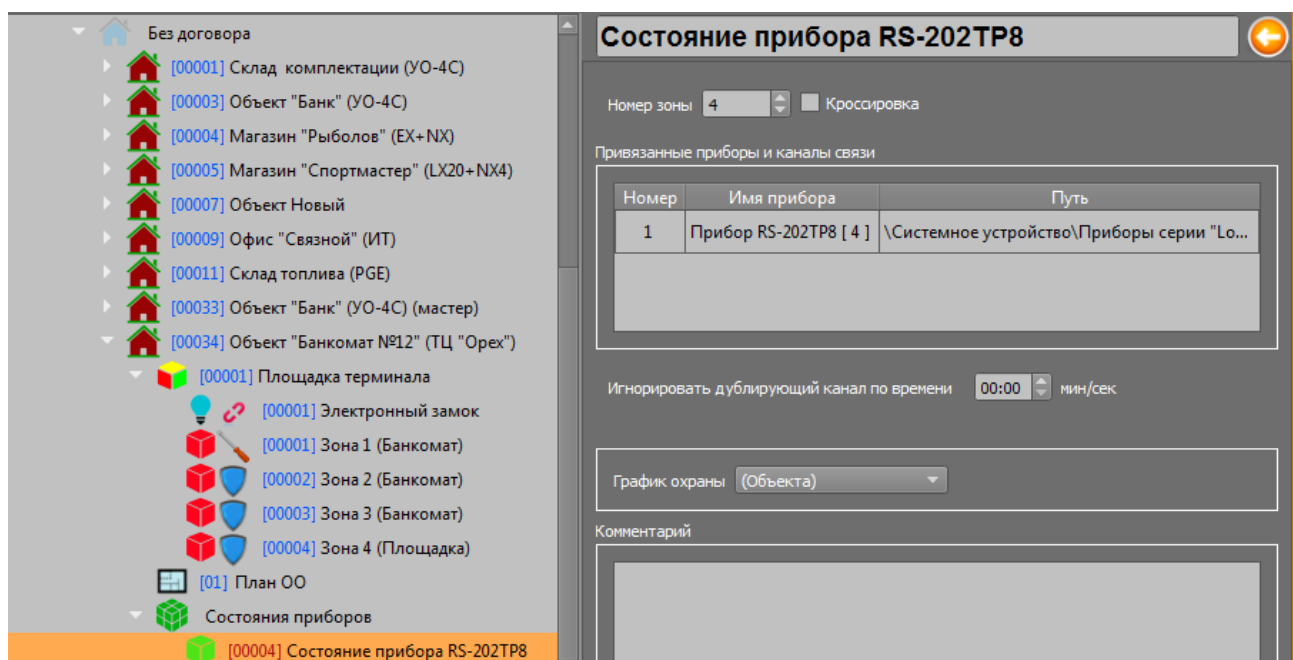 Без договора
[00001] Склад комплектации (УО-4С)
[00003] Объект "Банк" (УО-4С)
[00004] Магазин "Рыболов" (EX+NX)
[00005] Магазин "Спортмастер" (LX20+NX4)
[00007] Объект Новый
[00009] Офис "Связной" (ИТ)
[00011] Склад топлива (PGE)
[00033] Объект "Банк" (УО-4С) (мастер)
[00034] Объект "Банкомат №12" (ТЦ "Орех")
[00001] Площадка терминала
[00001] Электронный замок
[00001] Зона 1 (Банкомат)
[00002] Зона 2 (Банкомат)
[00003] Зона 3 (Банкомат)
[00004] Зона 4 (Площадка)
[01] План ОО
Состояния приборов
[00004] Состояние прибора RS-202TP8
Состояние прибора RS-202TP8
Номер зоны 4 Кроссировка
Привязанные приборы и каналы связи
Номер Имя прибора Путь
1 Прибор RS-202TP8 [ 4 ] \Системное устройство\Приборы серии "Lo...
Игнорировать дублирующий канал по времени 00:00 мин/сек
График охраны (Объекта)
Комментарий